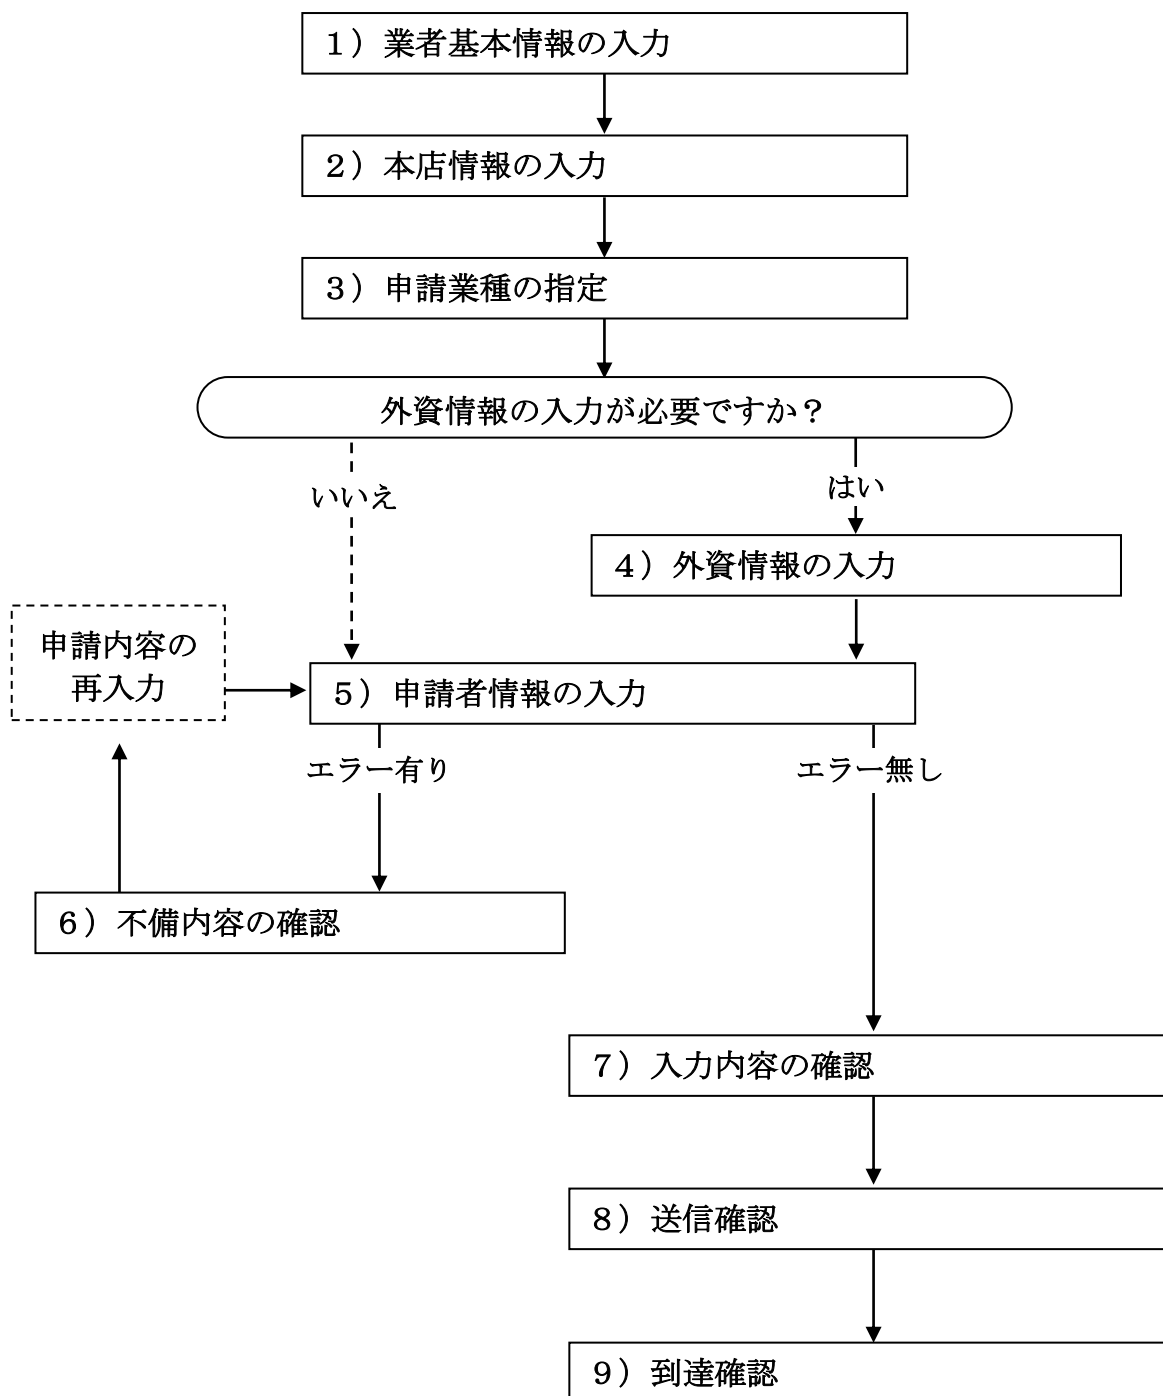 １）業者基本情報の入力
２）本店情報の入力
３）申請業種の指定
外資情報の入力が必要ですか？
いいえ
はい
４）外資情報の入力
申請内容の
再入力
５）申請者情報の入力
エラー有り
エラー無し
６）不備内容の確認
７）入力内容の確認
８）送信確認
９）到達確認